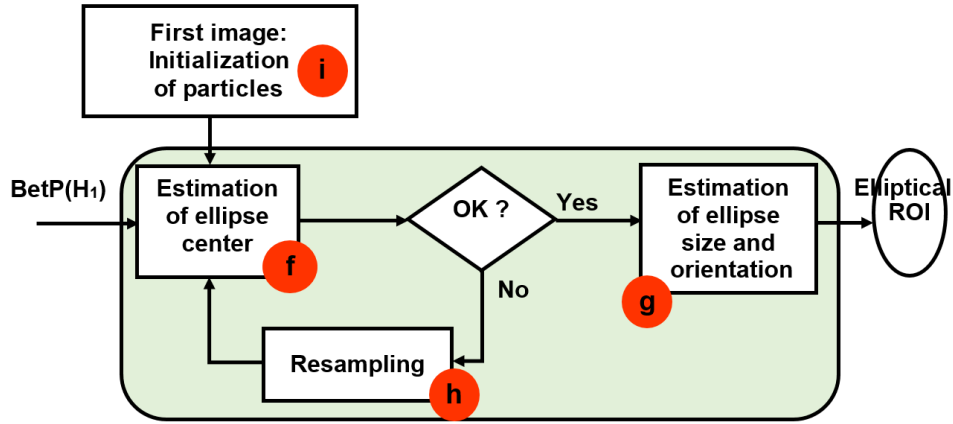 First image:
Initialization
of particles
i
BetP(H₁)
Estimation
of ellipse
center
f
OK ?
Yes
No
Estimation
of ellipse
size and
orientation
g
Elliptical
ROI
Resampling
h